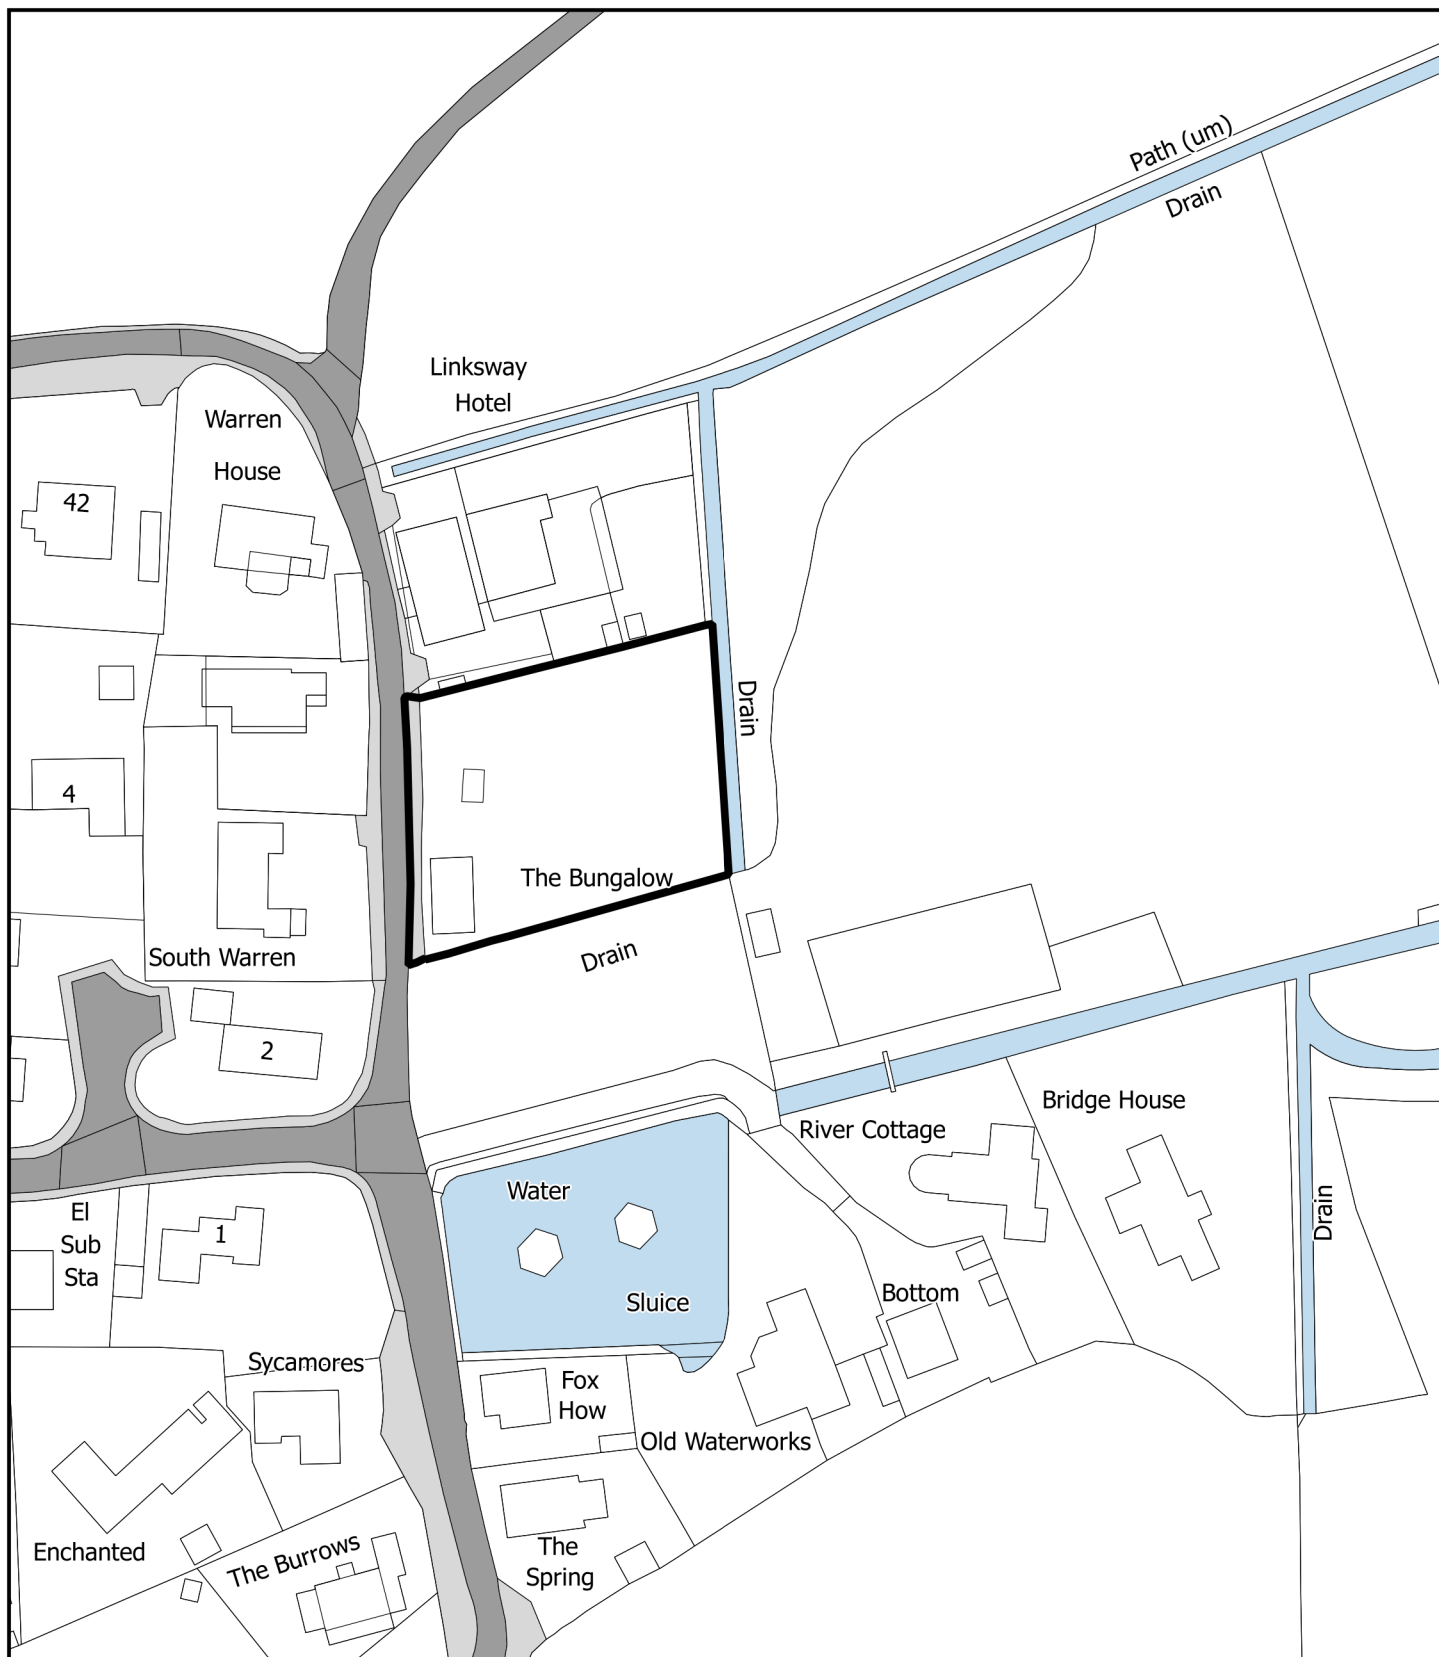 Path (um)
Drain
Linksway
Hotel
Warren
House
42
Drain
4
The Bungalow
South Warren
Drain
2
Bridge House
River Cottage
Water
El
Sub
Sta
1
Drain
Sluice
Bottom
Sycamores
Fox
How
Old Waterworks
Enchanted
The Burrows
The
Spring